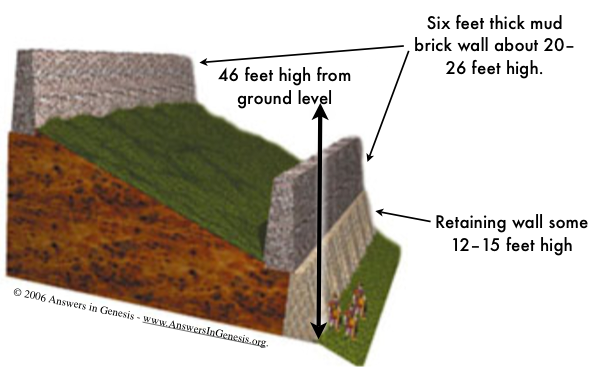 Six feet thick mud
brick wall about 20–
26 feet high.
46 feet high from
ground level
Retaining wall some
12–15 feet high
© 2006 Answers in Genesis - www.AnswersInGenesis.org.